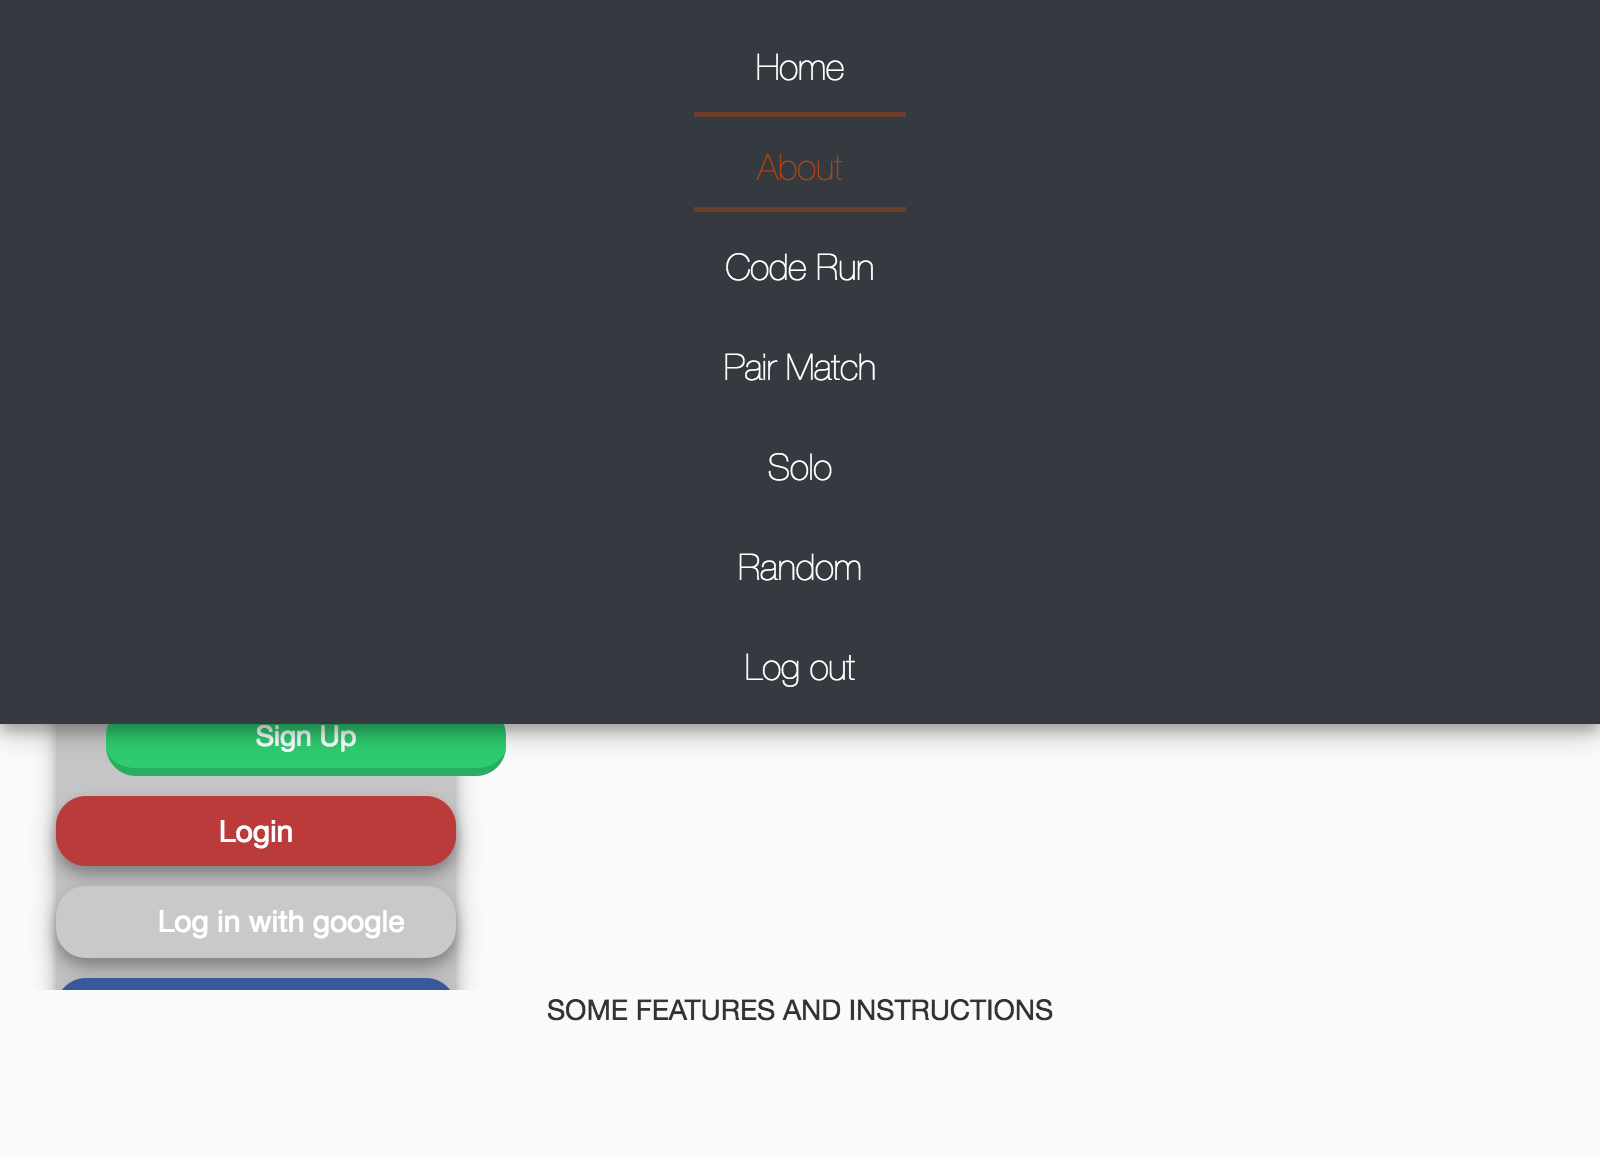 Home
About
Code Run
Pair Match
Solo
Random
Log out
Sign Up
Login
Log in with google
SOME FEATURES AND INSTRUCTIONS